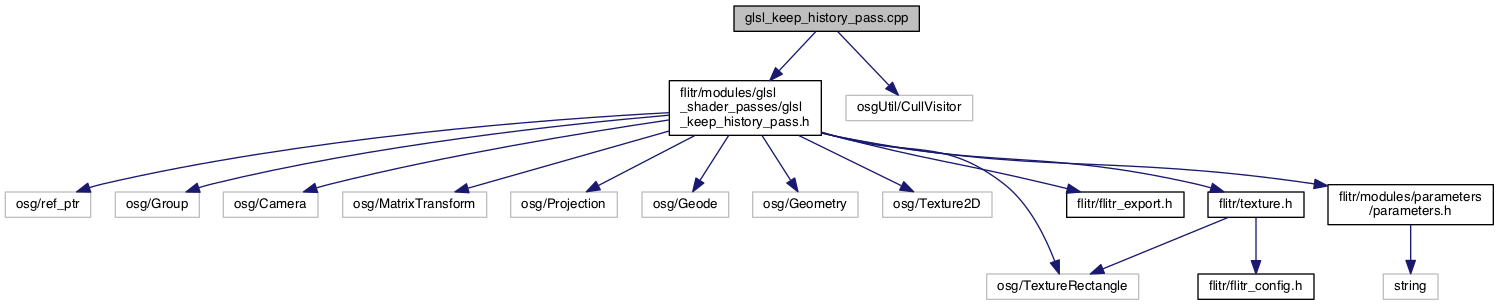 glsl_keep_history_pass.cpp
flitr/modules/glsl
_shader_passes/glsl
_keep_history_pass.h
osgUtil/CullVisitor
osg/ref_ptr
osg/Group
osg/Camera
osg/MatrixTransform
osg/Projection
osg/Geode
osg/Geometry
osg/Texture2D
flitr/flitr_export.h
flitr/texture.h
flitr/modules/parameters
/parameters.h
osg/TextureRectangle
flitr/flitr_config.h
string